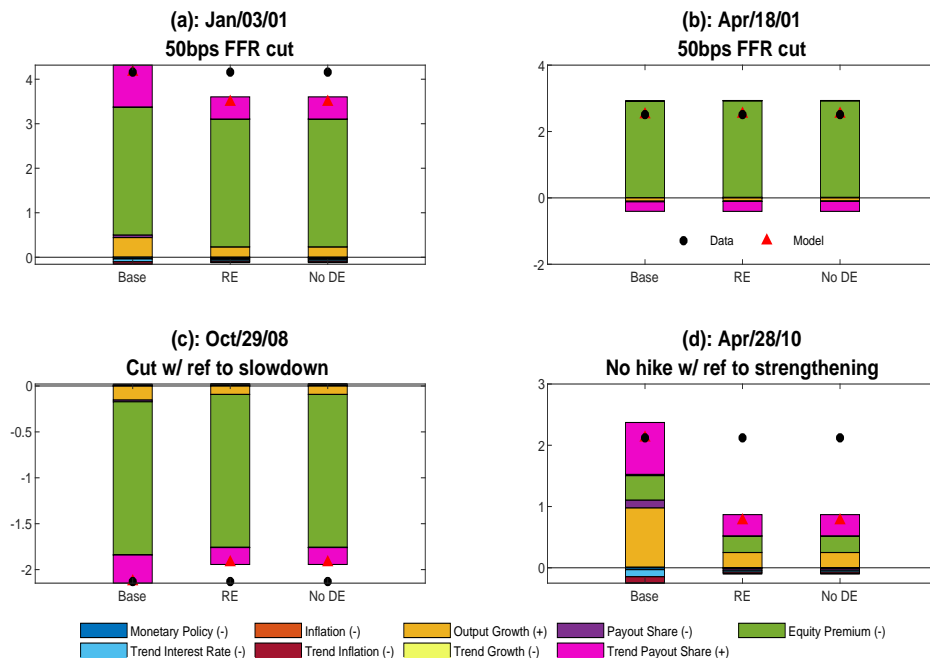 (a): Jan/03/01
50bps FFR cut
4
3
2
1
0
Base RE No DE
(b): Apr/18/01
50bps FFR cut
4
2
0
-2
Data Model
Base RE No DE
(c): Oct/29/08
Cut w/ ref to slowdown
0
-0.5
-1
-1.5
-2
Base RE No DE
(d): Apr/28/10
No hike w/ ref to strengthening
3
2
1
0
Base RE No DE
Monetary Policy (-) Inflation (-) Output Growth (+) Payout Share (-) Equity Premium (-)
Trend Interest Rate (-) Trend Inflation (-) Trend Growth (-) Trend Payout Share (+)